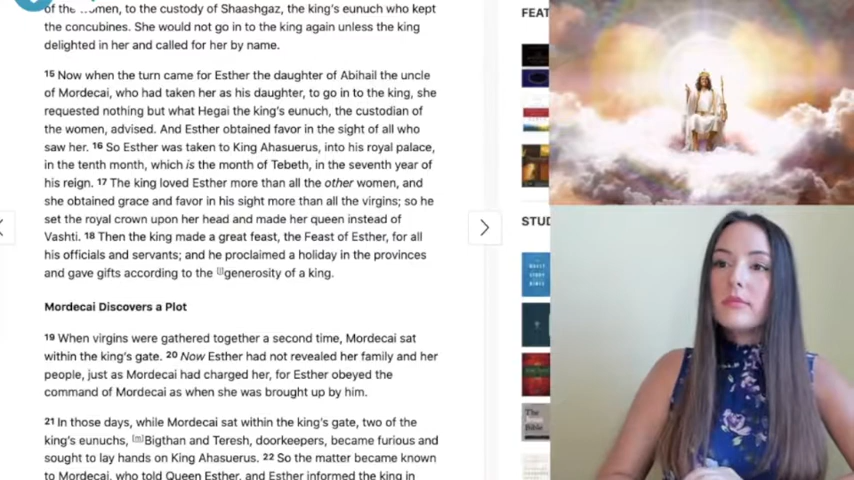 of the women, to the custody of Shaashgaz, the king's eunuch who kept
the concubines. She would not go in to the king again unless the king
delighted in her and called for her by name.
15 Now when the turn came for Esther the daughter of Abihail the uncle
of Mordecai, who had taken her as his daughter, to go in to the king, she
requested nothing but what Hegai the king's eunuch, the custodian of
the women, advised. And Esther obtained favor in the sight of all who
saw her. 16 So Esther was taken to King Ahasuerus, into his royal palace,
in the tenth month, which is the month of Tebeth, in the seventh year of
his reign. 17 The king loved Esther more than all the other women, and
she obtained grace and favor in his sight more than all the virgins; so he
set the royal crown upon her head and made her queen instead of
Vashti. 18 Then the king made a great feast, the Feast of Esther, for all
his officials and servants; and he proclaimed a holiday in the provinces
and gave gifts according to the generosity of a king.
Mordecai Discovers a Plot
19 When virgins were gathered together a second time, Mordecai sat
within the king's gate. 20 Now Esther had not revealed her family and her
people, just as Mordecai had charged her, for Esther obeyed the
command of Mordecai as when she was brought up by him.
21 In those days, while Mordecai sat within the king's gate, two of the
king's eunuchs, [m]Bigthan and Teresh, doorkeepers, became furious and
sought to lay hands on King Ahasuerus. 22 So the matter became known
to Mordecai, who told Queen Esther, and Esther informed the king in
FEAT
STUD
The